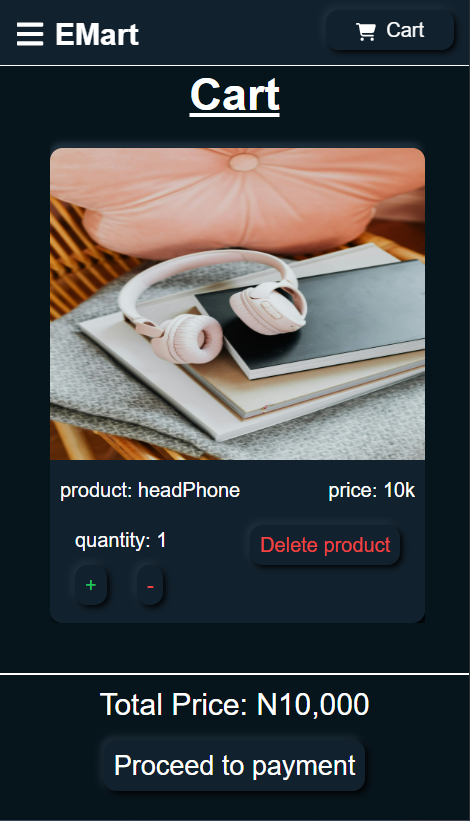 EMart
Cart
Cart
product: headPhone price: 10k
quantity: 1
Delete product
+ -
Total Price: N10,000
Proceed to payment